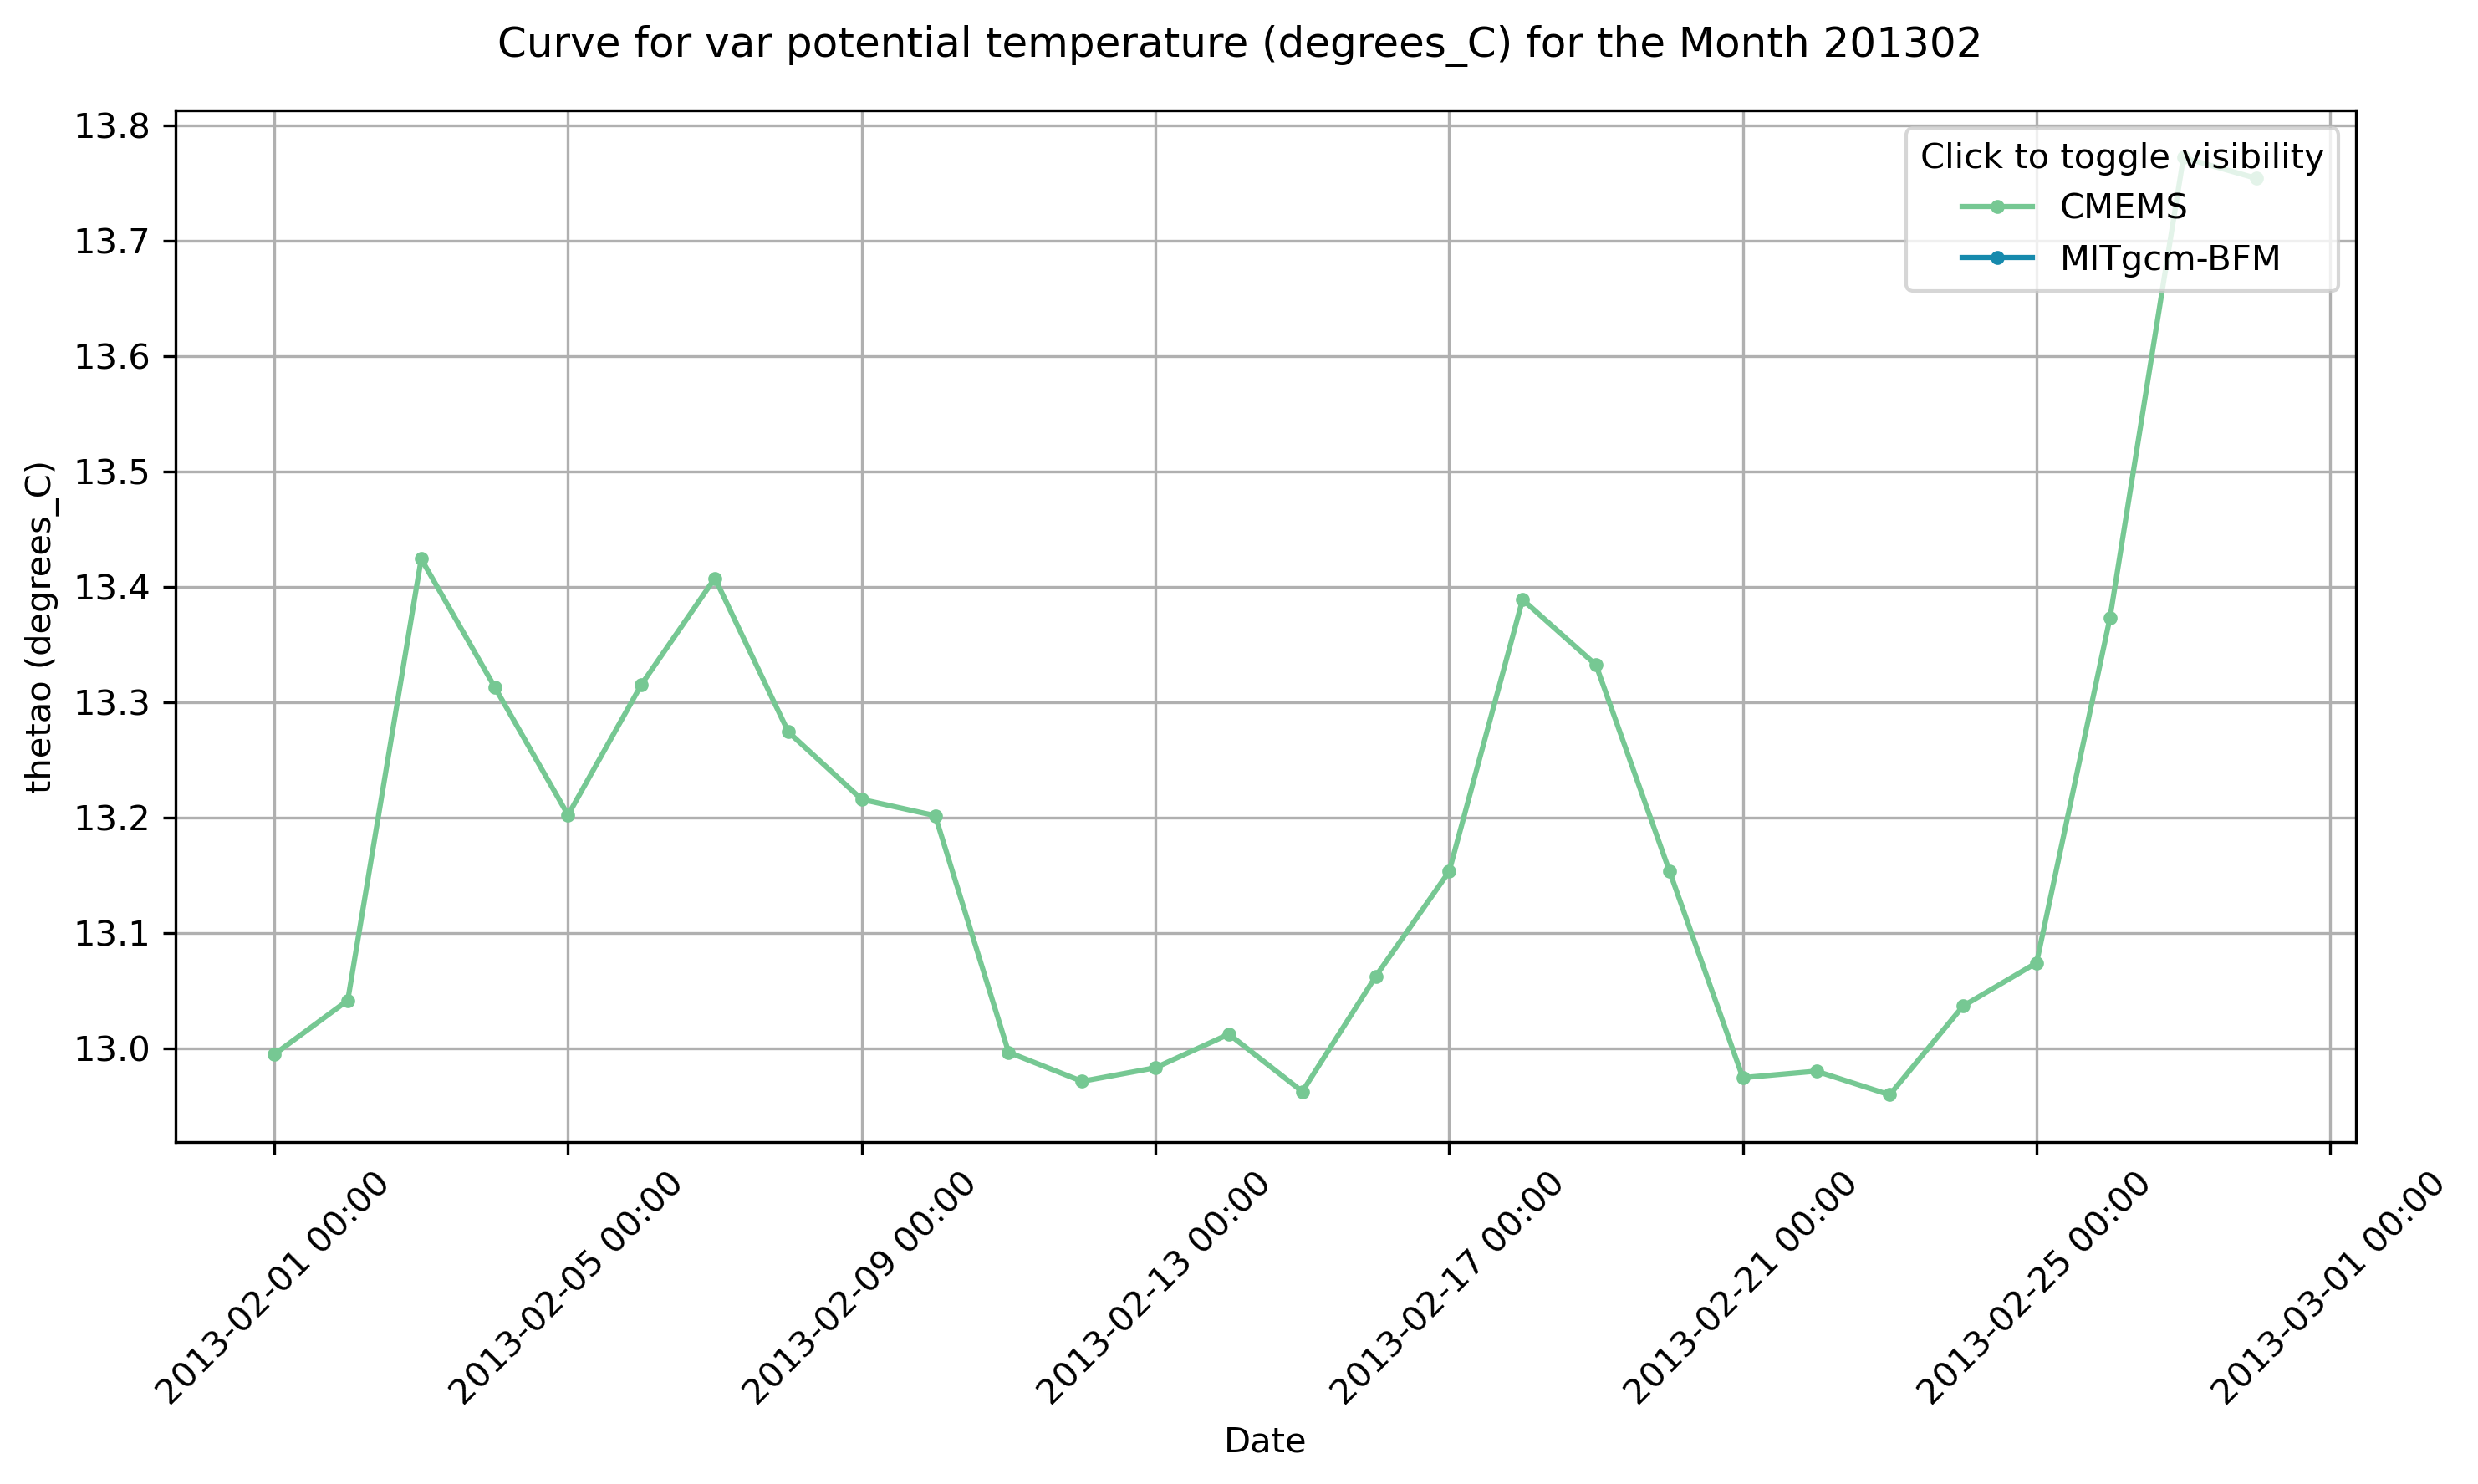 Curve for var potential temperature (degrees_C) for the Month 201302
13.8
13.7
13.6
13.5
13.4
13.3
13.2
13.1
13.0
thetao (degrees_C)
Click to toggle visibility
CMEMS
MITgcm-BFM
2013-02-01 00:00
2013-02-05 00:00
2013-02-09 00:00
2013-02-13 00:00
2013-02-17 00:00
2013-02-21 00:00
2013-02-25 00:00
2013-03-01 00:00
Date